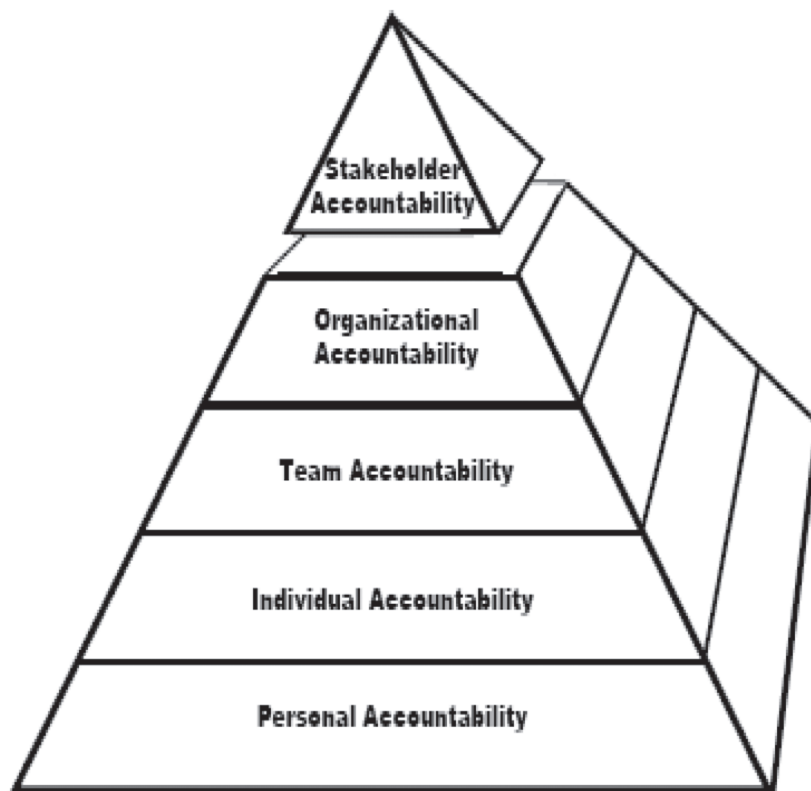 Stakeholder
Accountability
Organizational
Accountability
Team Accountability
Individual Accountability
Personal Accountability